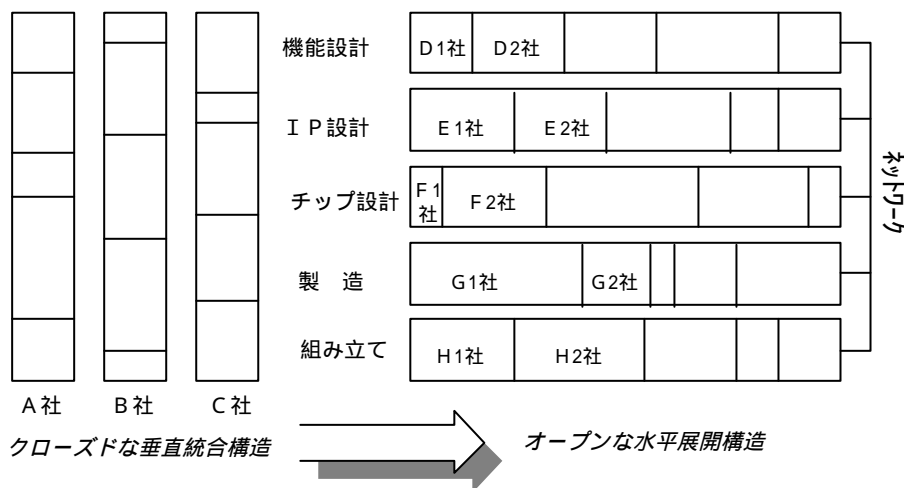 機能設計
D1社 D2社
IP設計
E1社 E2社
チップ設計
F1
社
F2社
製 造
G1社 G2社
組み立て
H1社 H2社
ネットワーク
A社 B社 C社
クローズドな垂直統合構造
オープンな水平展開構造